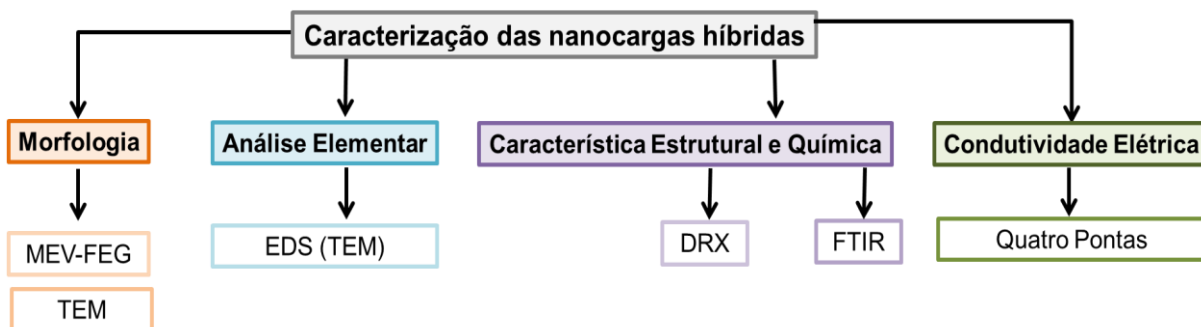 Caracterização das nanocargas híbridas
Morfologia
Análise Elementar
Característica Estrutural e Química
Condutividade Elétrica
MEV-FEG
EDS (TEM)
DRX
FTIR
Quatro Pontas
TEM